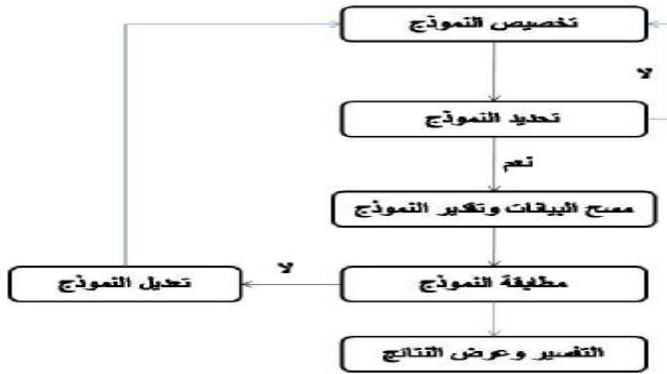 تخصيص النموذج
لا
تحديد النموذج
نعم
مسح البيانات وتقدير النموذج
مطابقة النموذج
لا
تعديل النموذج
التفسير وعرض النتائج